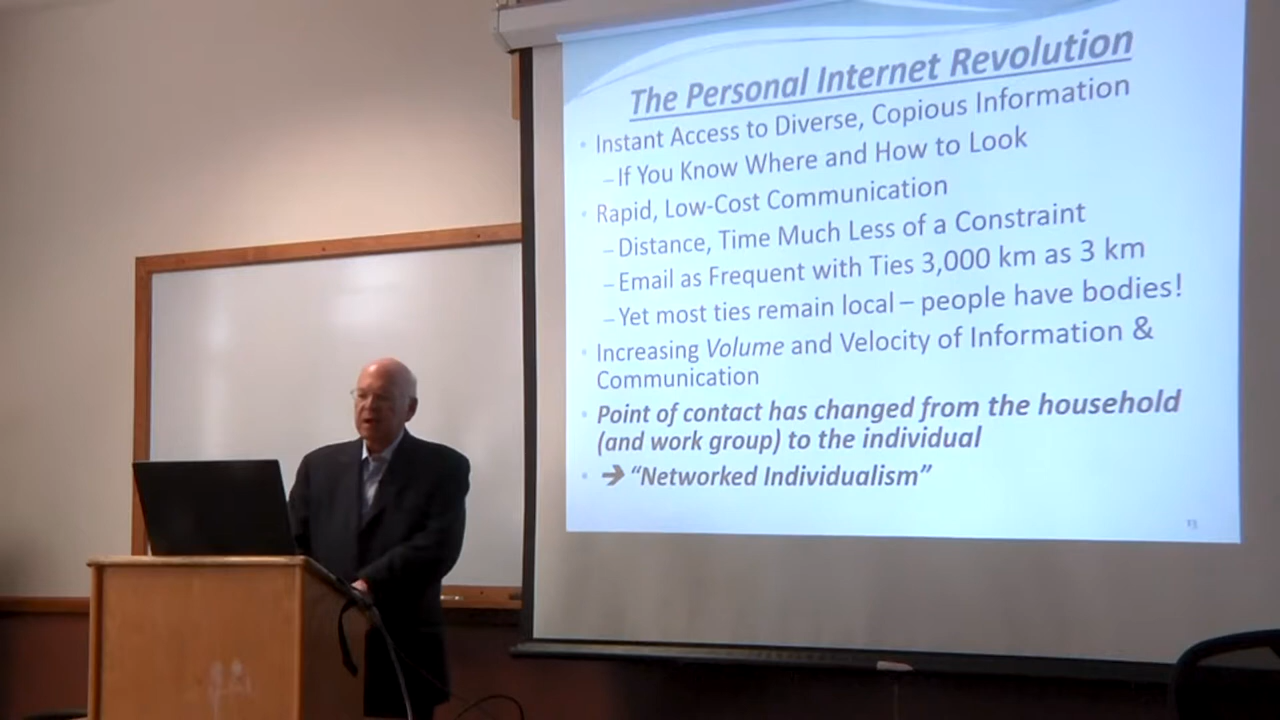 The Personal Internet Revolution
• Instant Access to Diverse, Copious Information
–If You Know Where and How to Look
• Rapid, Low-Cost Communication
–Distance, Time Much Less of a Constraint
–Email as Frequent with Ties 3,000 km as 3 km
–Yet most ties remain local – people have bodies!
• Increasing Volume and Velocity of Information &
Communication
• Point of contact has changed from the household
(and work group) to the individual
• ➔ “Networked Individualism”
13